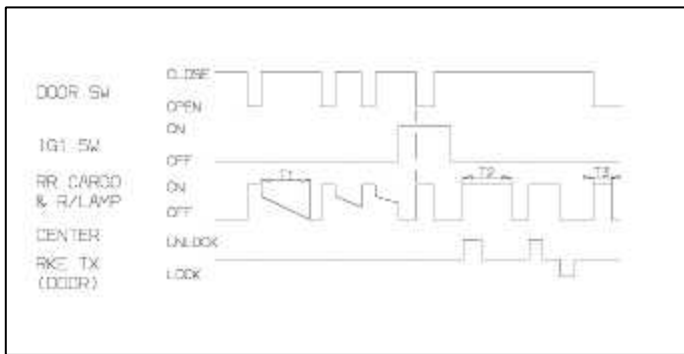 CLOSE
DOOR SW
OPEN
ON
IG1 SW
OFF
T1
T2
T3
RR CARGO
ON
& R/LAMP
OFF
CENTER
UNLOCK
RKE TX
(DOOR)
LOCK